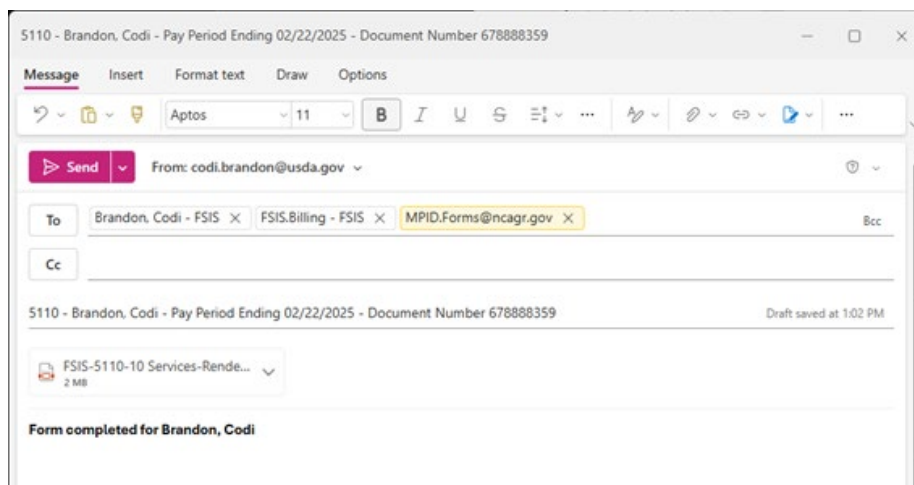 5110 - Brandon, Codi - Pay Period Ending 02/22/2025 - Document Number 678888359
Message Insert Format text Draw Options
Aptos 11 B I U S
Send From: codi.brandon@usda.gov
To Brandon, Codi - FSIS FSIS.Billing - FSIS MPID.Forms@ncagr.gov Bcc
Cc
5110 - Brandon, Codi - Pay Period Ending 02/22/2025 - Document Number 678888359 Draft saved at 1:02 PM
FSIS-5110-10 Services-Rende...
2 MB
Form completed for Brandon, Codi